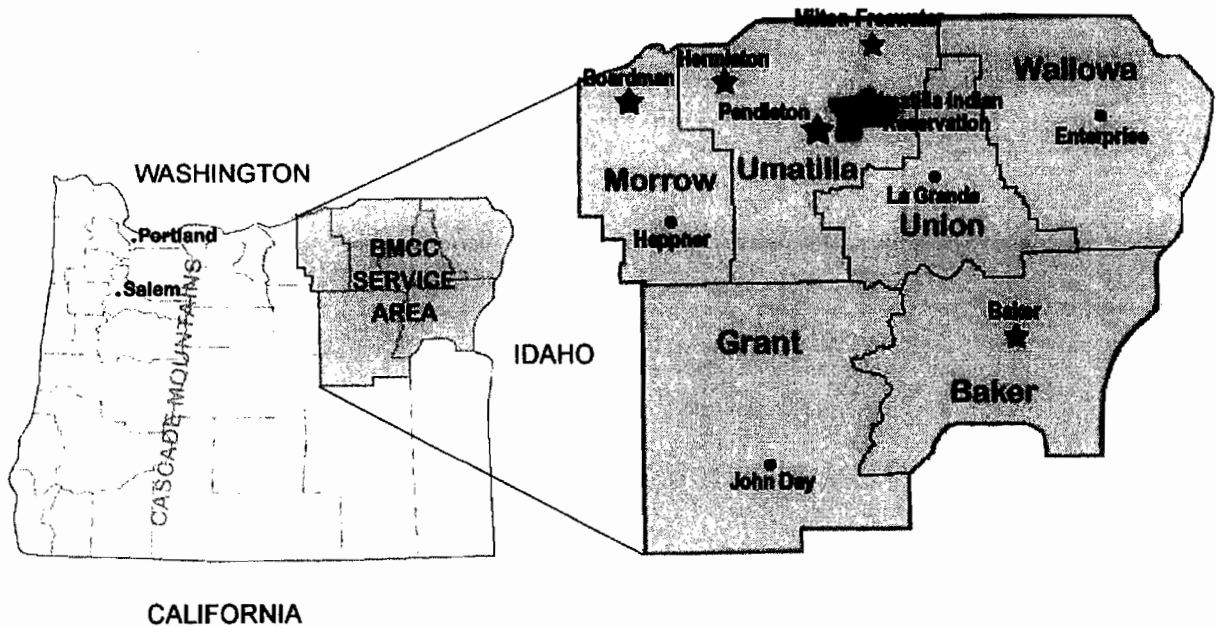 WASHINGTON
Portland
Salem
CASCADE MOUNTAINS
BMCC
SERVICE
AREA
IDAHO
CALIFORNIA
Milton-Freewater
Hermiston
Boardman
Wallowa
Pendleton
Umatilla Indian
Reservation
Enterprise
Umatilla
Morrow
La Grande
Union
Heppner
Baker
Grant
Baker
John Day